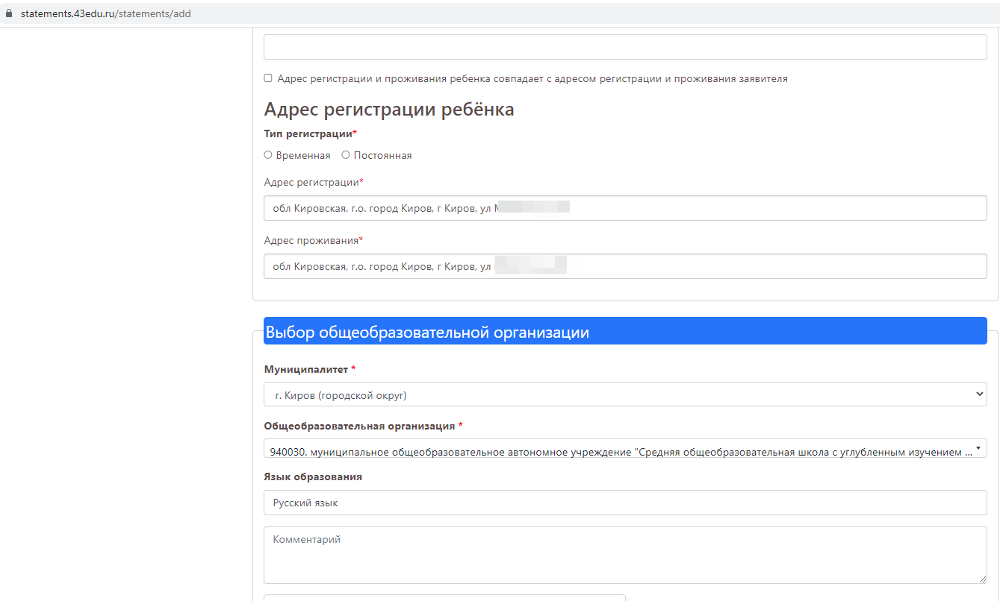 statements.43edu.ru/statements/add
Адрес регистрации и проживания ребенка совпадает с адресом регистрации и проживания заявителя
Адрес регистрации ребёнка
Тип регистрации*
Временная Постоянная
Адрес регистрации*
обл Кировская, г.о. город Киров, г Киров, ул
Адрес проживания*
обл Кировская, г.о. город Киров, г Киров, ул
Выбор общеобразовательной организации
Муниципалитет *
г. Киров (городской округ)
Общеобразовательная организация *
940030. муниципальное общеобразовательное автономное учреждение "Средняя общеобразовательная школа с углубленным изучением ...
Язык образования
Русский язык
Комментарий